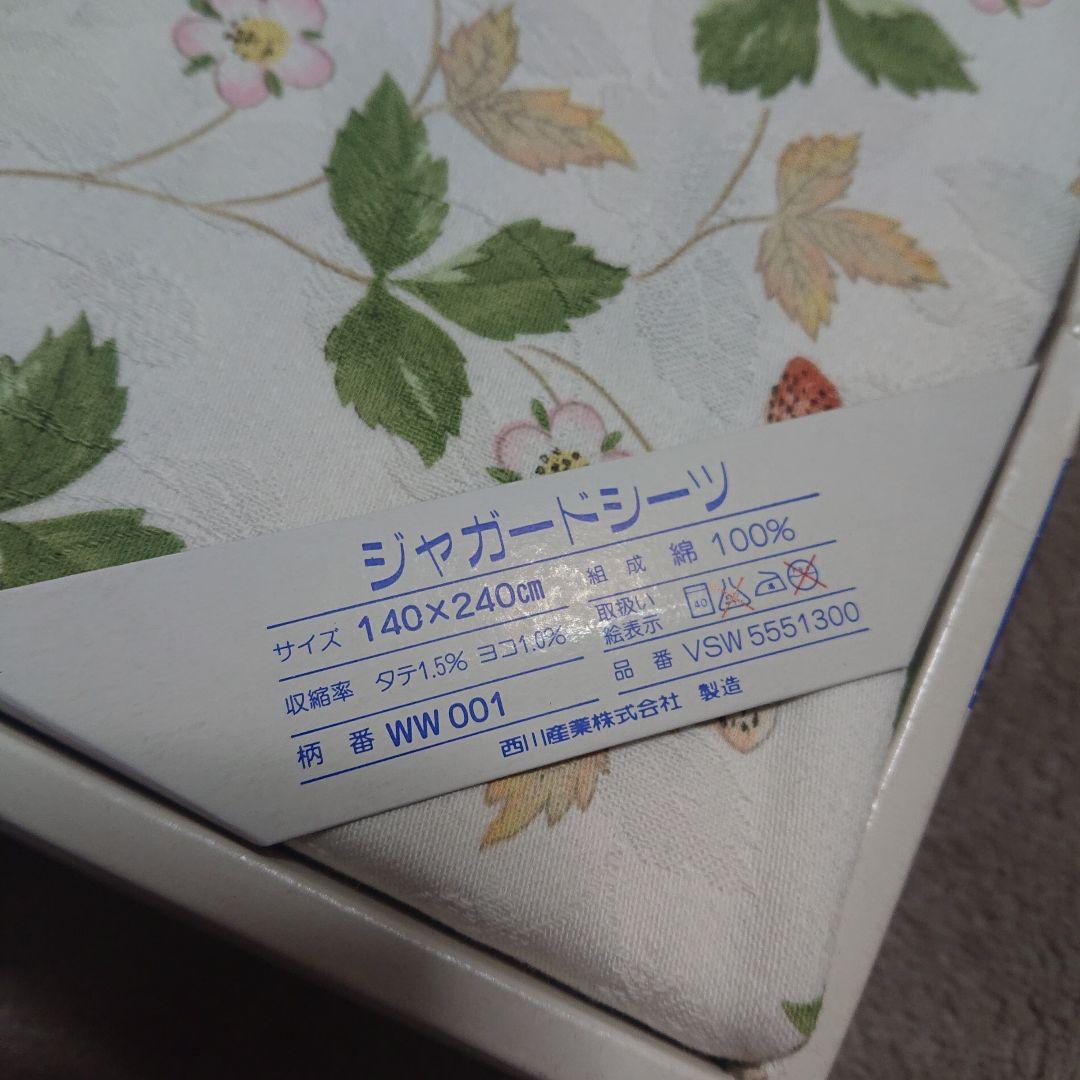 ジャガードシーツ
サイズ 140×240cm
組成 綿 100%
収縮率 タテ1.5% ヨコ1.0%
取扱い
絵表示
40
柄番 WW 001
品番 VSW 5551300
西川産業株式会社 製造